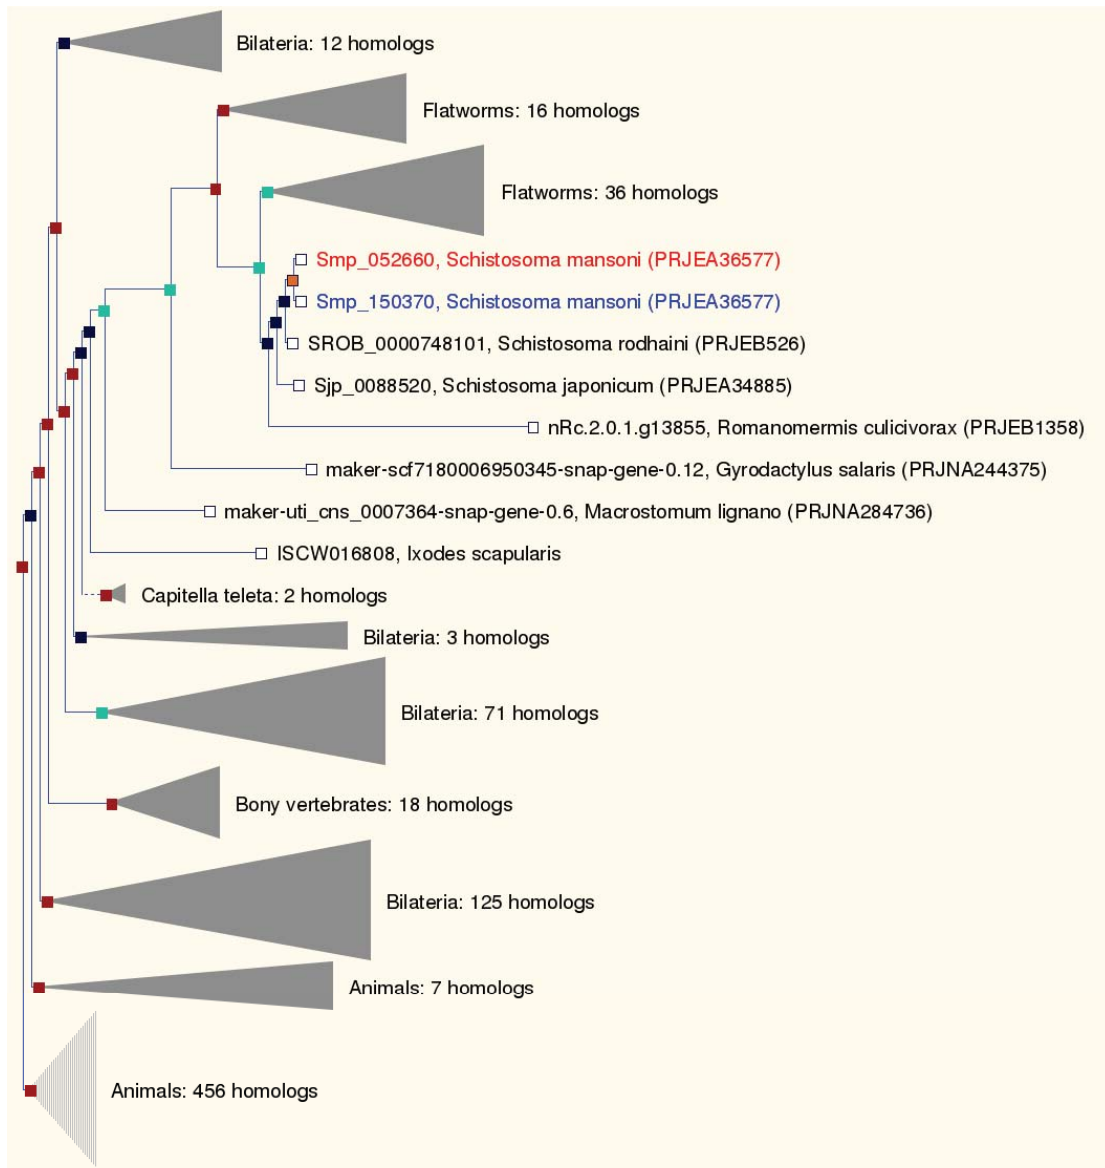 Bilateria: 12 homologs
Flatworms: 16 homologs
Flatworms: 36 homologs
Smp_052660, Schistosoma mansoni (PRJEA36577)
Smp_150370, Schistosoma mansoni (PRJEA36577)
SROB_0000748101, Schistosoma rodhaini (PRJEB526)
Sjp_0088520, Schistosoma japonicum (PRJEA34885)
nRc.2.0.1.g13855, Romanomermis culicivorax (PRJEB1358)
maker-scf7180006950345-snap-gene-0.12, Gyrodactylus salaris (PRJNA244375)
maker-uti_cns_0007364-snap-gene-0.6, Macrostomum lignano (PRJNA284736)
ISCW016808, Ixodes scapularis
Capitella teleta: 2 homologs
Bilateria: 3 homologs
Bilateria: 71 homologs
Bony vertebrates: 18 homologs
Bilateria: 125 homologs
Animals: 7 homologs
Animals: 456 homologs